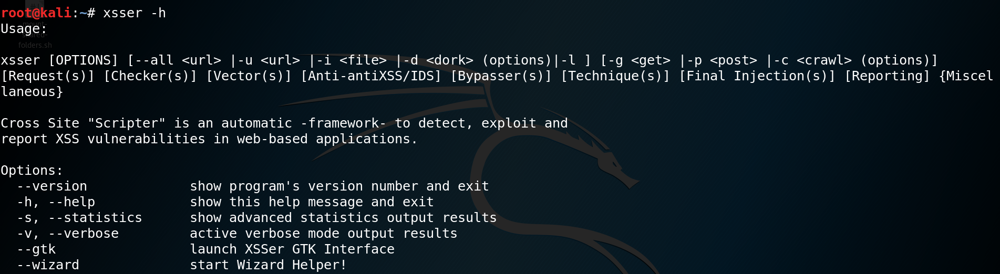 root@kali:~# xsser -h
Usage:
mount-
shared-
folders.sh
xsser [OPTIONS] [--all <url> |-u <url> |-i <file> |-d <dork> (options)|-l ] [-g <get> |-p <post> |-c <crawl> (options)]
[Request(s)] [Checker(s)] [Vector(s)] [Anti-antiXSS/IDS] [Bypasser(s)] [Technique(s)] [Final Injection(s)] [Reporting] {Miscel
laneous}
Cross Site "Scripter" is an automatic -framework- to detect, exploit and
report XSS vulnerabilities in web-based applications.
Options:
--version show program's version number and exit
-h, --help show this help message and exit
-s, --statistics show advanced statistics output results
-v, --verbose active verbose mode output results
--gtk launch XSSer GTK Interface
--wizard start Wizard Helper!